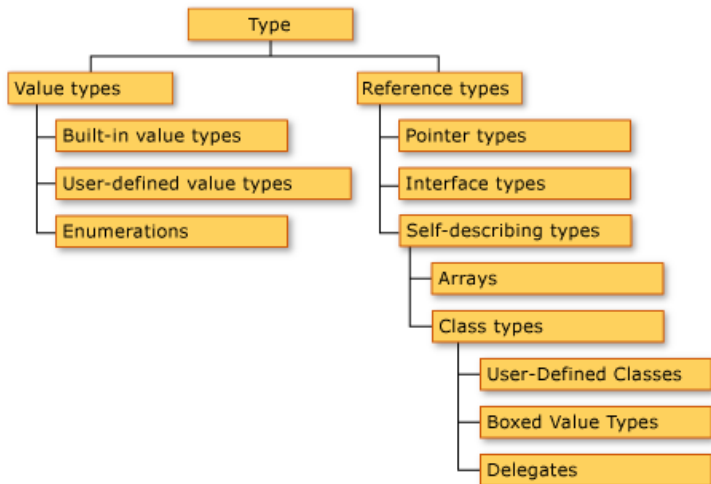 Type
Value types
Built-in value types
User-defined value types
Enumerations
Reference types
Pointer types
Interface types
Self-describing types
Arrays
Class types
User-Defined Classes
Boxed Value Types
Delegates